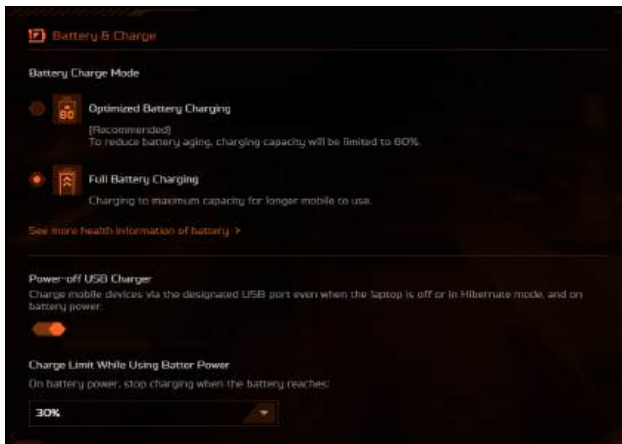 Battery & Charge
Battery Charge Mode
80
Optimized Battery Charging
[Recommended]
To reduce battery aging, charging capacity will be limited to 80%.
Full Battery Charging
Charging to maximum capacity for longer mobile to use.
See more health information of battery >
Power-off USB Charger
Charge mobile devices via the designated USB port even when the laptop is off or in Hibernate mode, and on
battery power.
Charge Limit While Using Batter Power
On battery power, stop charging when the battery reaches:
30%